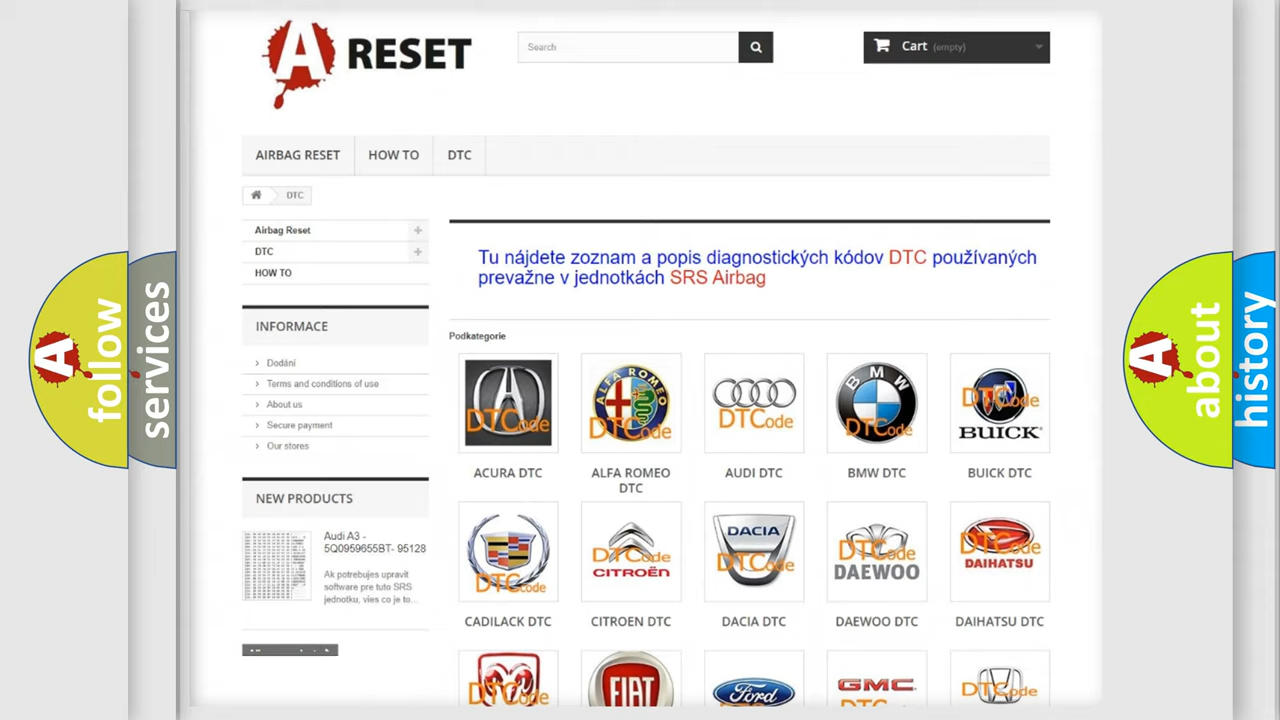 A RESET
Search
Cart (empty)
AIRBAG RESET
HOW TO
DTC
DTC
Airbag Reset
DTC
HOW TO
INFORMACE
Dodání
Terms and conditions of use
About us
Secure payment
Our stores
NEW PRODUCTS
Audi A3 -
5Q0959655BT- 95128
Ak potrebujes upravit
software pre tuto SRS
jednotku, vies co je to...
Tu nájdete zoznam a popis diagnostických kódov DTC používaných
prevažne v jednotkách SRS Airbag
Podkategorie
DTCode
ALFA ROMEO
DTCode
DTCode
BMW
DTCode
DTCode
BUICK
ACURA DTC
ALFA ROMEO
DTC
AUDI DTC
BMW DTC
BUICK DTC
DTCode
DTCode
CITROËN
DACIA
DTCode
DTCode
DAEWOO
DTCode
DAIHATSU
CADILACK DTC
CITROEN DTC
DACIA DTC
DAEWOO DTC
DAIHATSU DTC
DTCode
FIAT
Ford
GMC
DTCode
A follow
services
A about
history